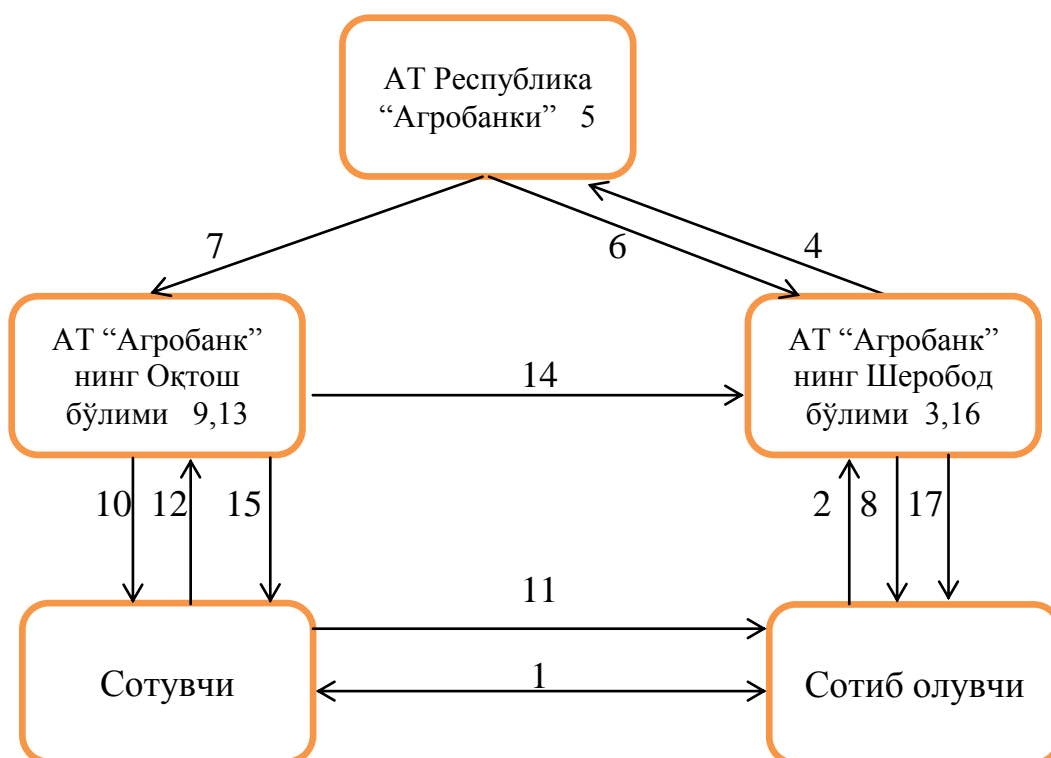 АТ Республика
“Агробанки” 5
7
6
4
АТ “Агробанк”
нинг Оқтош
бўлими 9,13
14
АТ “Агробанк”
нинг Шеробод
бўлими 3,16
10
12
15
2
8
17
11
Сотувчи
1
Сотиб олувчи